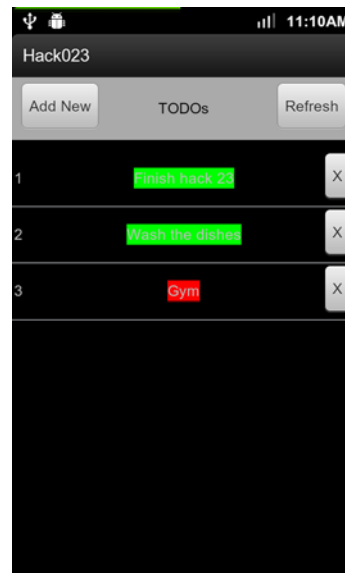 11:10AM
Hack023
Add New TODOs Refresh
1 Finish hack 23 X
2 Wash the dishes X
3 Gym X